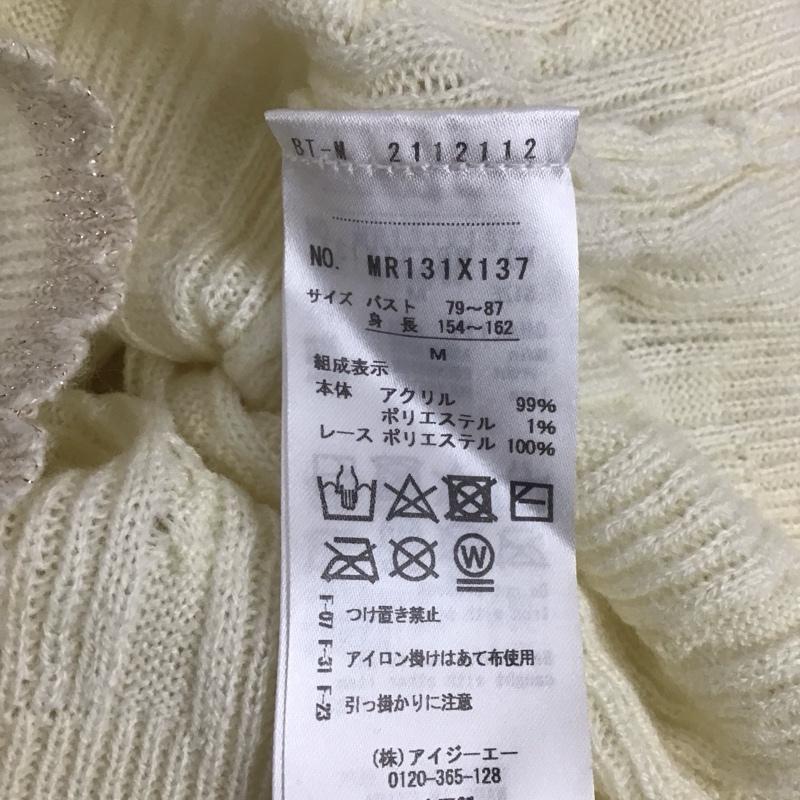 BT-M 2112112
NO. MR131X137
サイズ バスト 79～87
身長 154～162
M
組成表示
本体 アクリル 99%
ポリエステル 1%
レース ポリエステル 100%
W
F-07 つけ置き禁止
F-31 アイロン掛けはあて布使用
F-23 引っ掛かりに注意
(株)アイジーエー
0120-365-128